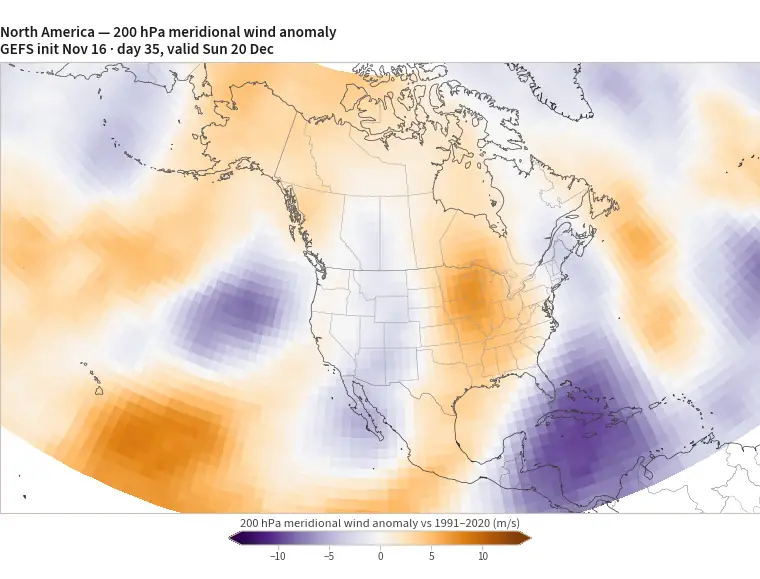 North America — 200 hPa meridional wind anomaly
GEFS init Nov 16 · day 35, valid Sun 20 Dec
200 hPa meridional wind anomaly vs 1991–2020 (m/s)
−10 −5 0 5 10